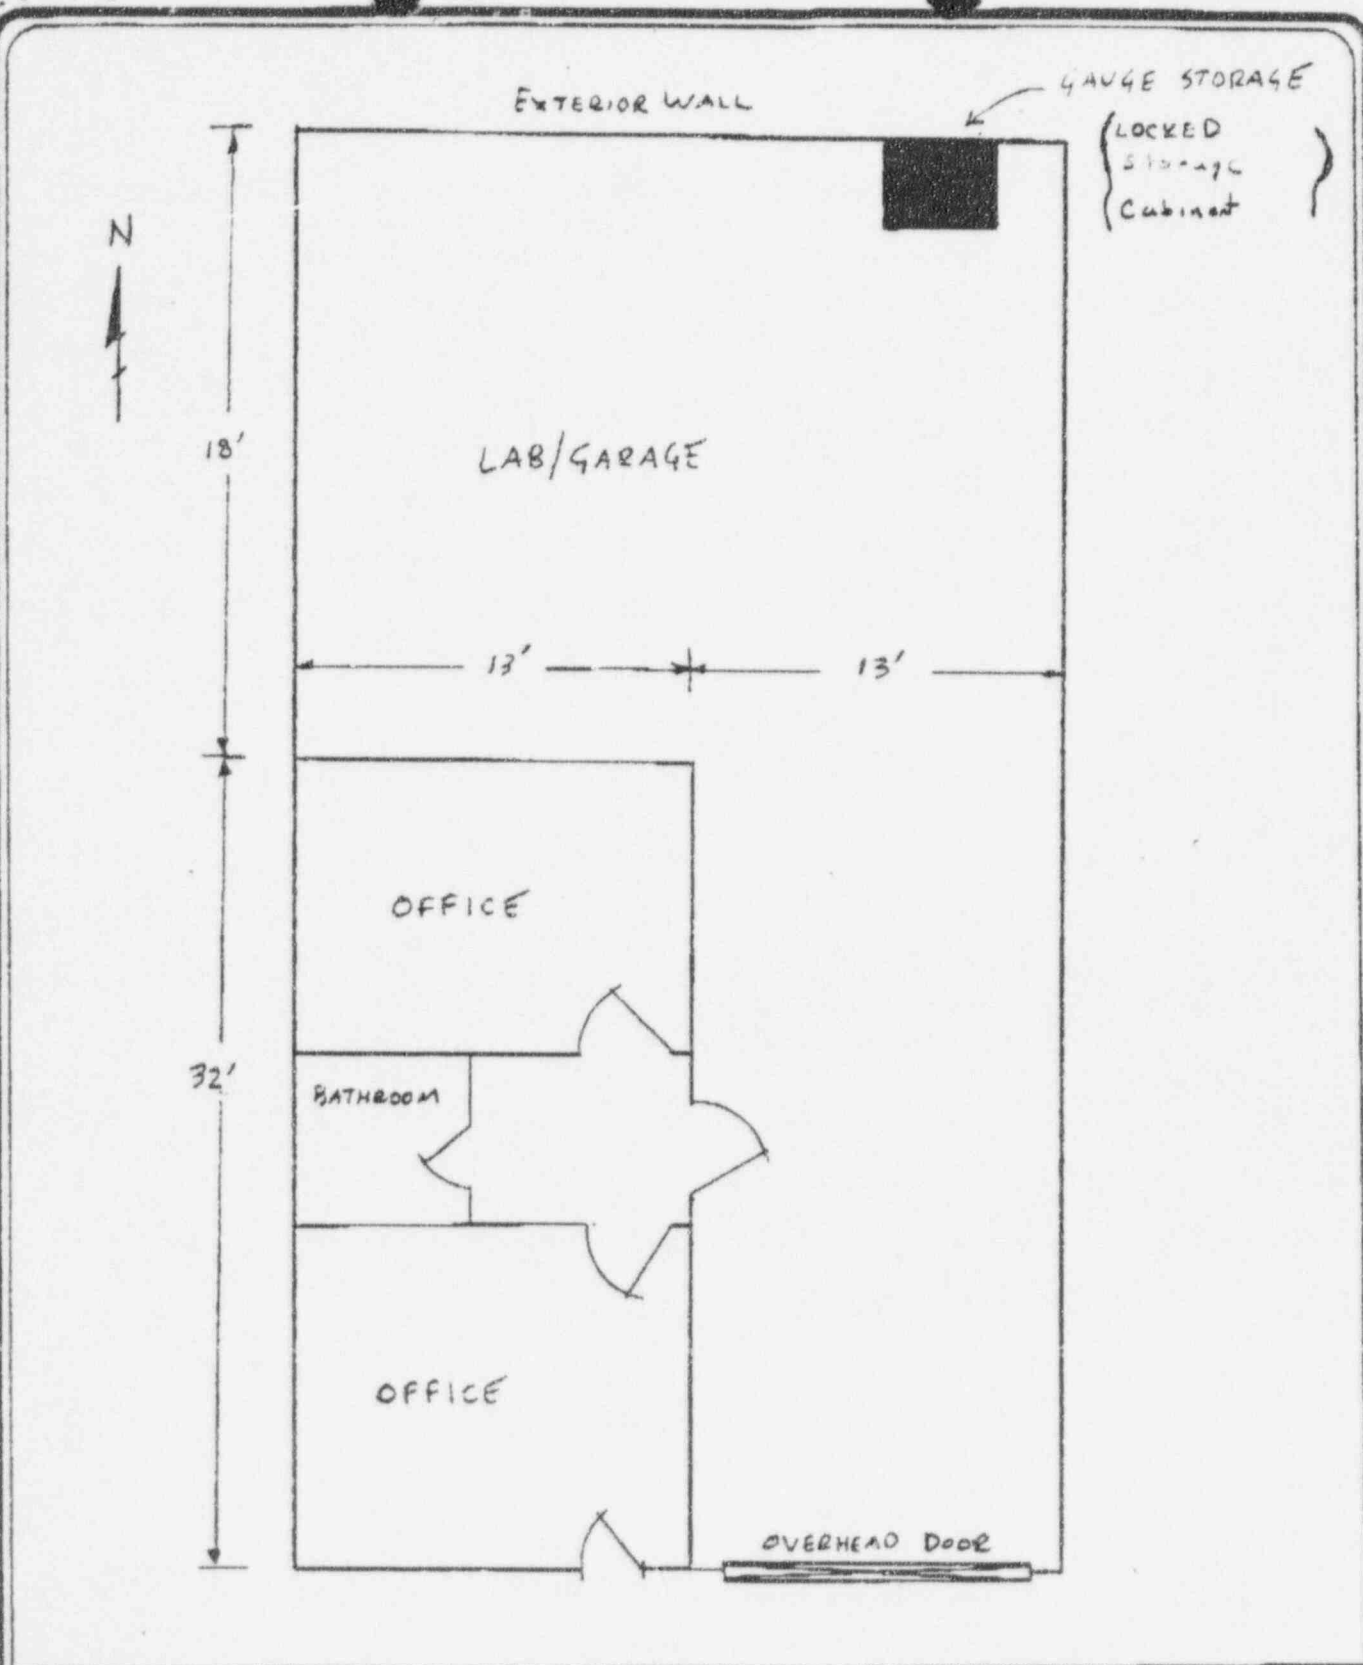 EXTERIOR WALL
GAUGE STORAGE
(LOCKED
Storage
Cabinet)
N
18'
LAB/GARAGE
13'
13'
OFFICE
32'
BATHROOM
OFFICE
OVERHEAD DOOR